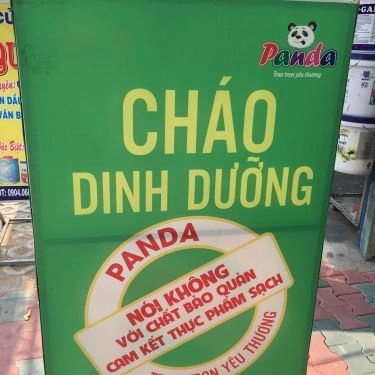 Panda
Trao trọn yêu thương
CHÁO
DINH DƯỠNG
PANDA
NÓI KHÔNG
VỚI CHẤT BẢO QUẢN
CAM KẾT THỰC PHẨM SẠCH
TRỌN YÊU THƯƠNG